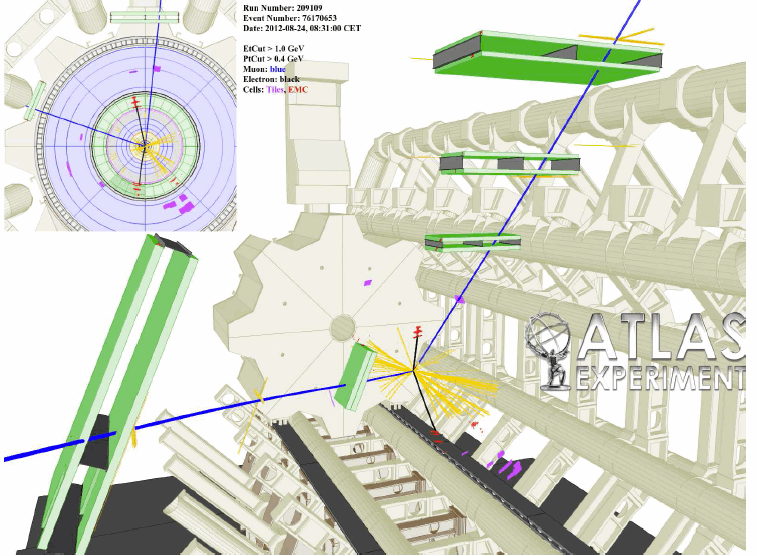 Run Number: 209109
Event Number: 76170653
Date: 2012-08-24, 08:31:00 CET
EtCut > 1.0 GeV
PtCut > 0.4 GeV
Muon: blue
Electron: black
Cells: Tiles, EMC
ATLAS
EXPERIMENT